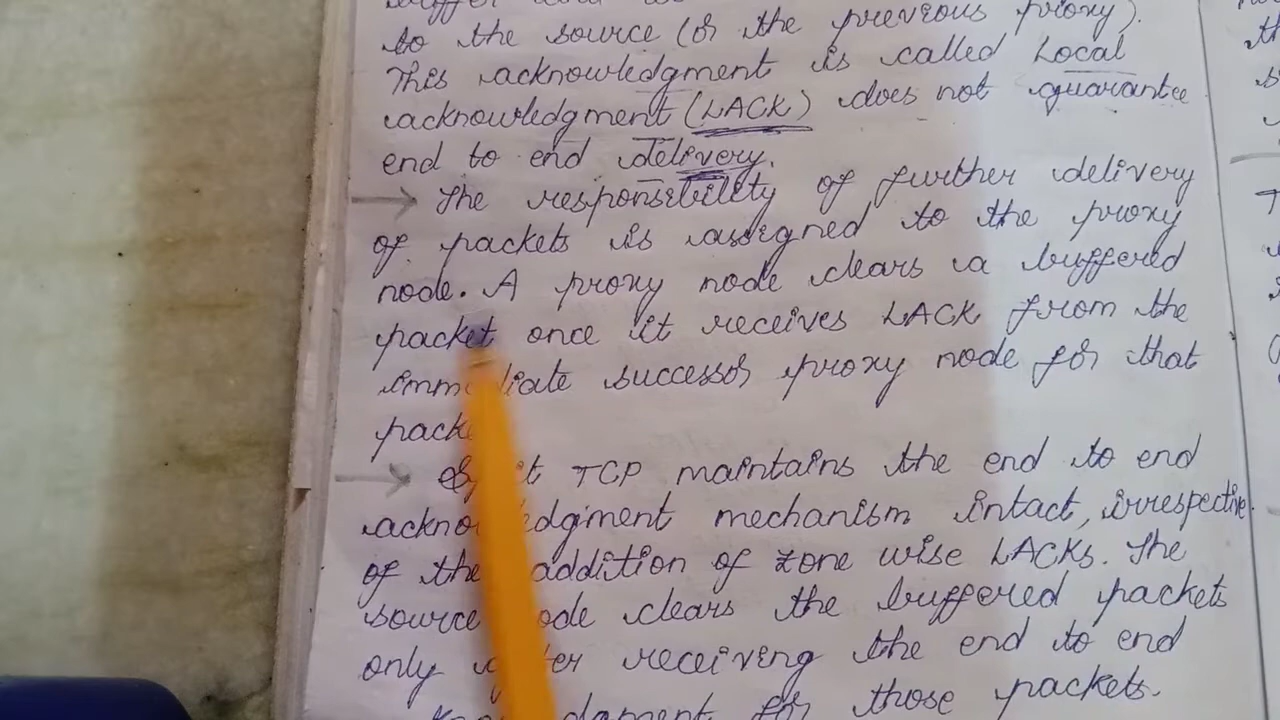 to the source (or the previous proxy).
This acknowledgment is called Local
acknowledgment (LACK) does not guarantee
end to end delivery.
→ The responsibility of further delivery
of packets is assigned to the proxy
node. A proxy node clears a buffered
packet once it receives LACK from the
immediate successor proxy node for that
→ TCP maintains the end to end
mechanism intact, irrespective
of the addition of zone wise LACKs. The
source clears the buffered packets
only receiving the end to end
for those packets.